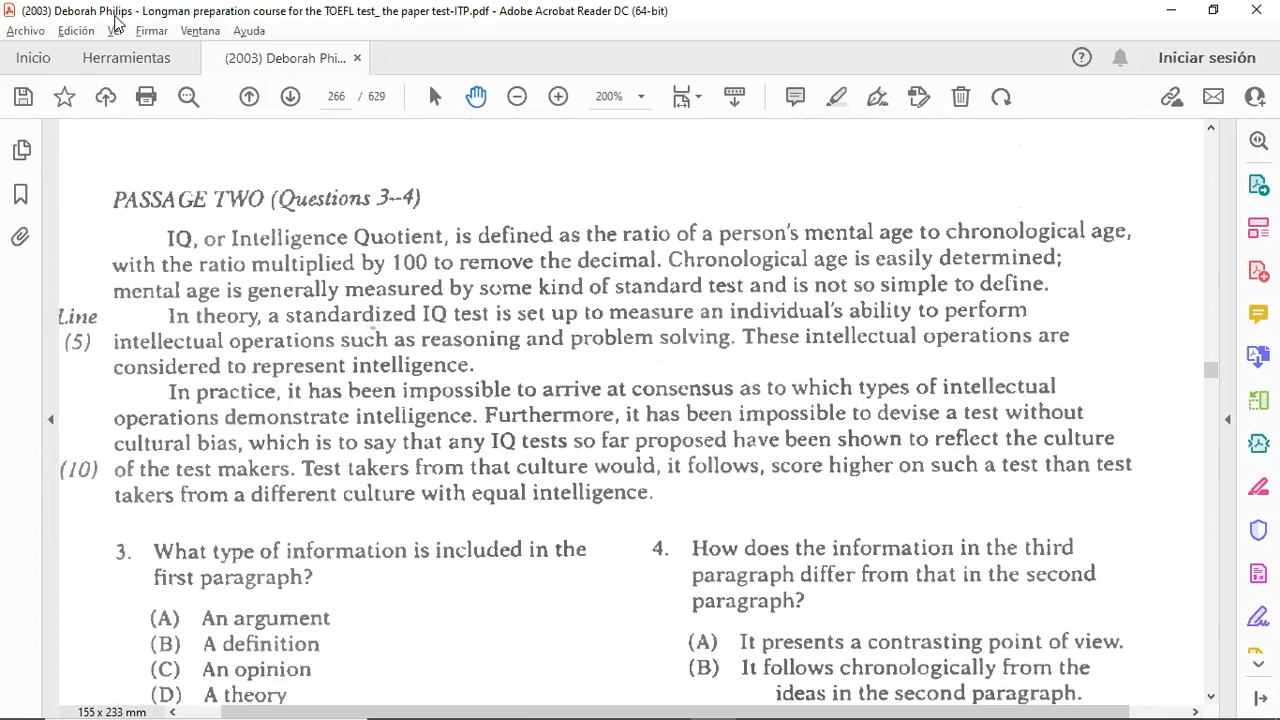 (2003) Deborah Philips - Longman preparation course for the TOEFL test_ the paper test-ITP.pdf - Adobe Acrobat Reader DC (64-bit)
Archivo Edición Ver Firmar Ventana Ayuda
Inicio Herramientas (2003) Deborah Phi... × Iniciar sesión
266 / 629 200%
PASSAGE TWO (Questions 3–4)
IQ, or Intelligence Quotient, is defined as the ratio of a person's mental age to chronological age,
with the ratio multiplied by 100 to remove the decimal. Chronological age is easily determined;
mental age is generally measured by some kind of standard test and is not so simple to define.
Line In theory, a standardized IQ test is set up to measure an individual's ability to perform
(5) intellectual operations such as reasoning and problem solving. These intellectual operations are
considered to represent intelligence.
In practice, it has been impossible to arrive at consensus as to which types of intellectual
operations demonstrate intelligence. Furthermore, it has been impossible to devise a test without
cultural bias, which is to say that any IQ tests so far proposed have been shown to reflect the culture
(10) of the test makers. Test takers from that culture would, it follows, score higher on such a test than test
takers from a different culture with equal intelligence.
3. What type of information is included in the
first paragraph?
(A) An argument
(B) A definition
(C) An opinion
(D) A theory
4. How does the information in the third
paragraph differ from that in the second
paragraph?
(A) It presents a contrasting point of view.
(B) It follows chronologically from the
ideas in the second paragraph.
155 x 233 mm